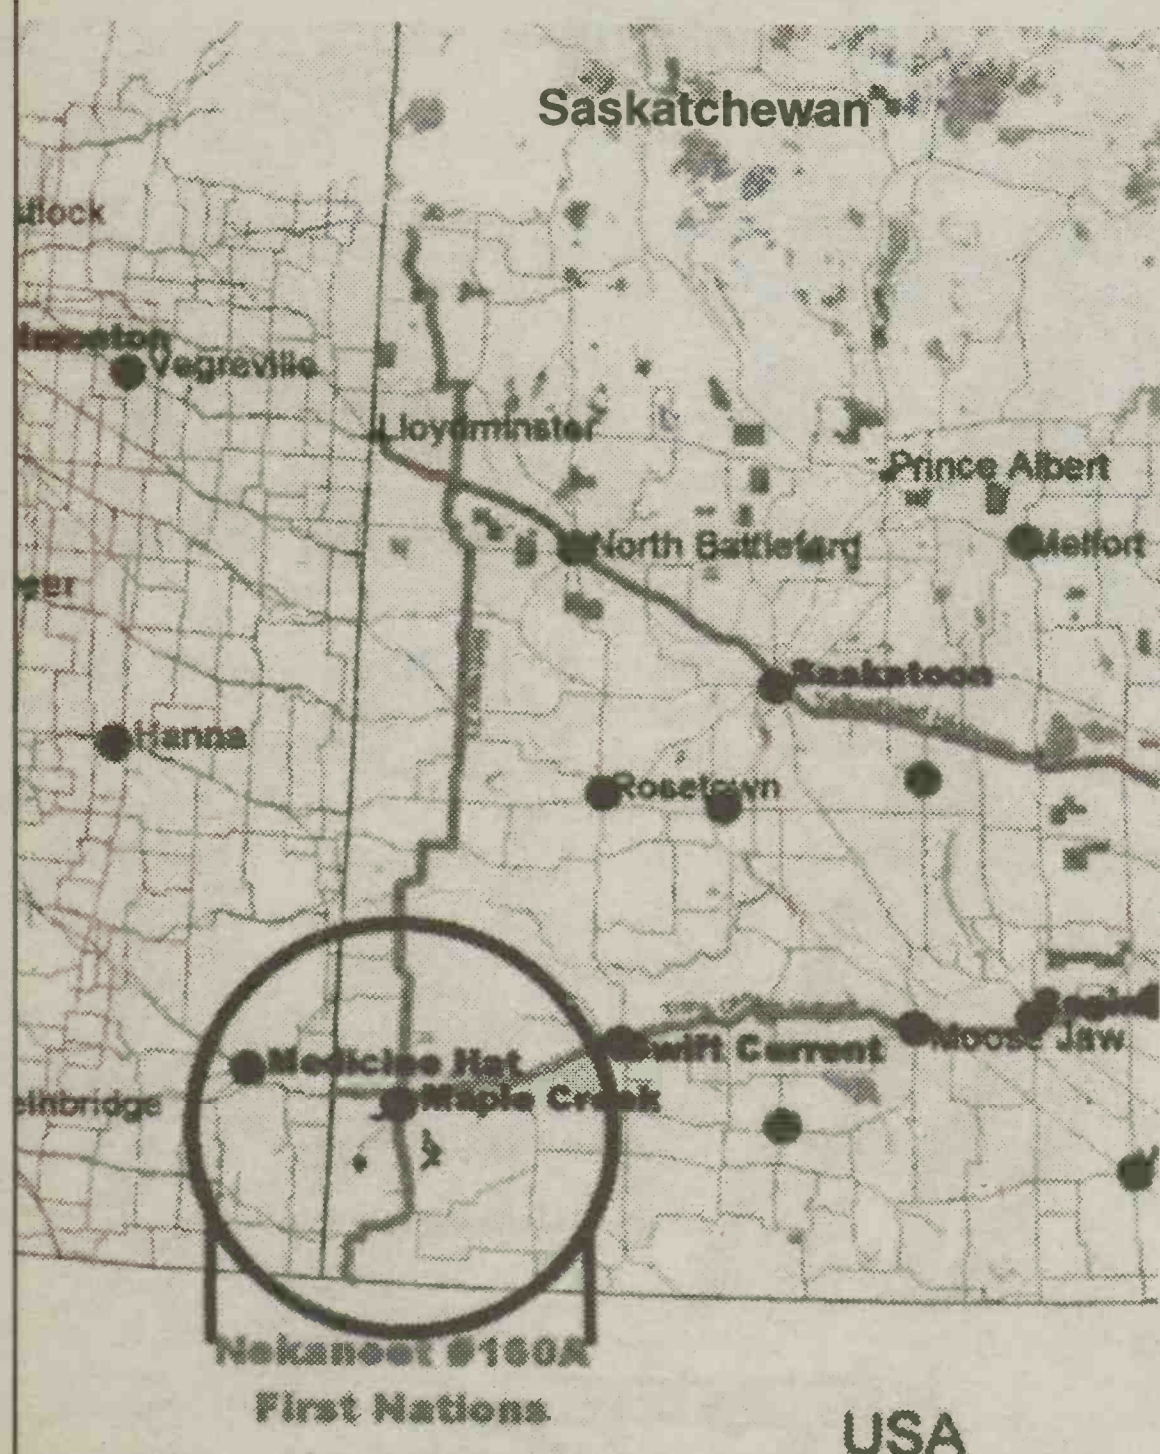 Saskatchewan
Vegreville
Lloydminster
Prince Albert
North Battleford
Melfort
Saskatoon
Hanna
Rosetown
Swift Current
Moose Jaw
Medicine Hat
Maple Creek
Nekaneet #160A
First Nations
USA